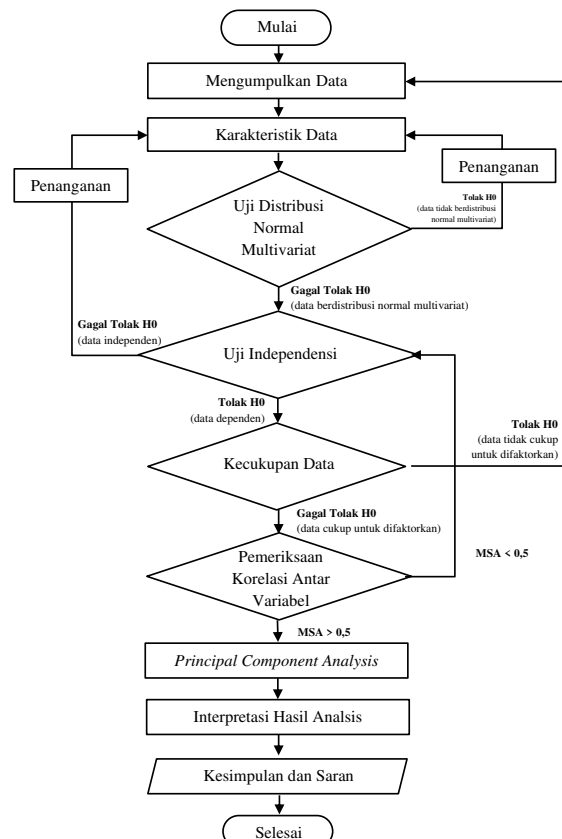 Mulai
Mengumpulkan Data
Karakteristik Data
Penanganan
Penanganan
Uji Distribusi
Normal
Multivariat
Tolak H0
(data tidak berdistribusi
normal multivariat)
Gagal Tolak H0
(data berdistribusi normal multivariat)
Gagal Tolak H0
(data independen)
Uji Independensi
Tolak H0
(data dependen)
Kecukupan Data
Tolak H0
(data tidak cukup
untuk difaktorkan)
Gagal Tolak H0
(data cukup untuk difaktorkan)
Pemeriksaan
Korelasi Antar
Variabel
MSA < 0,5
MSA > 0,5
Principal Component Analysis
Interpretasi Hasil Analsis
Kesimpulan dan Saran
Selesai